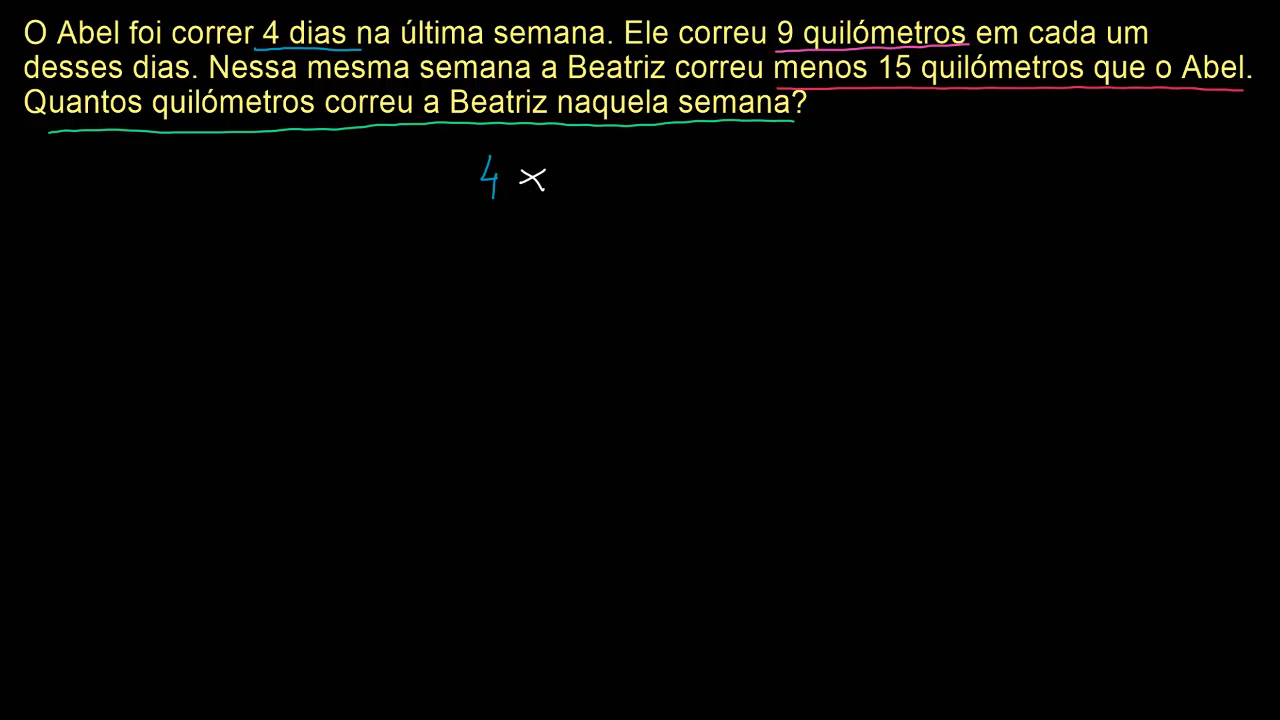 O Abel foi correr 4 dias na última semana. Ele correu 9 quilómetros em cada um
desses dias. Nessa mesma semana a Beatriz correu menos 15 quilómetros que o Abel.
Quantos quilómetros correu a Beatriz naquela semana?
4 ×